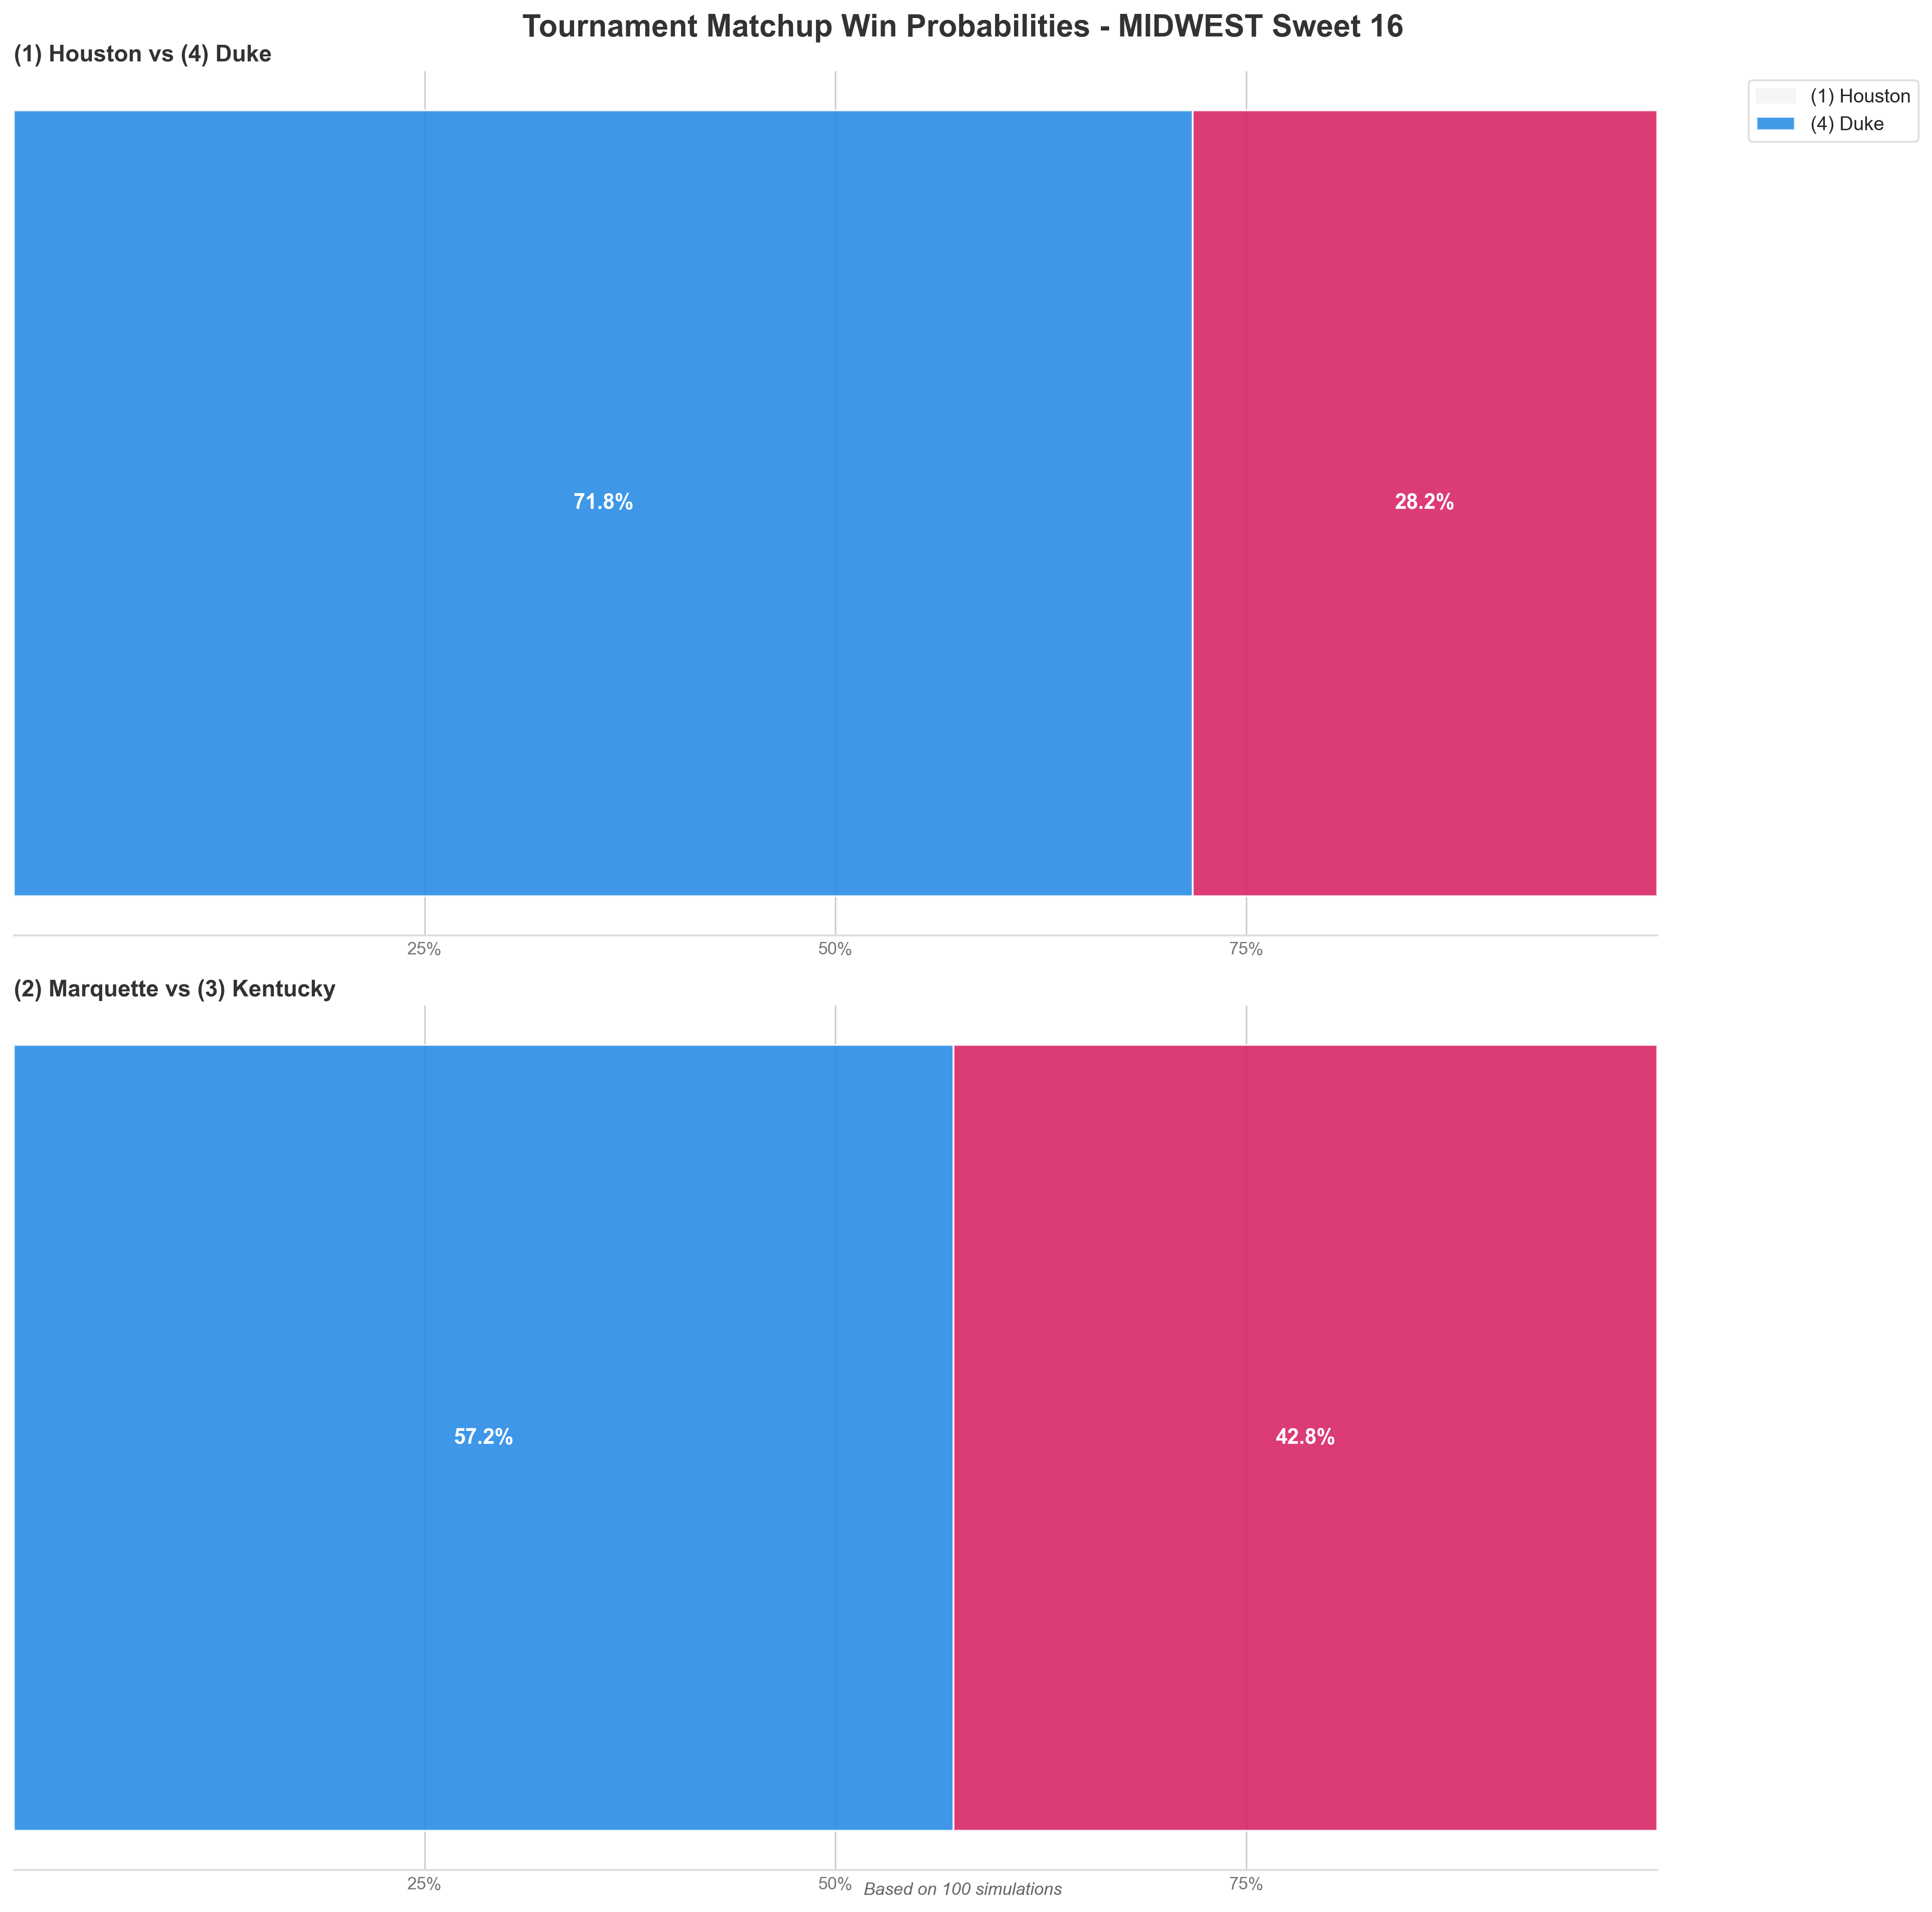 Tournament Matchup Win Probabilities - MIDWEST Sweet 16
(1) Houston vs (4) Duke
(1) Houston
(4) Duke
71.8%
28.2%
25%
50%
75%
(2) Marquette vs (3) Kentucky
57.2%
42.8%
25%
50%
75%
Based on 100 simulations